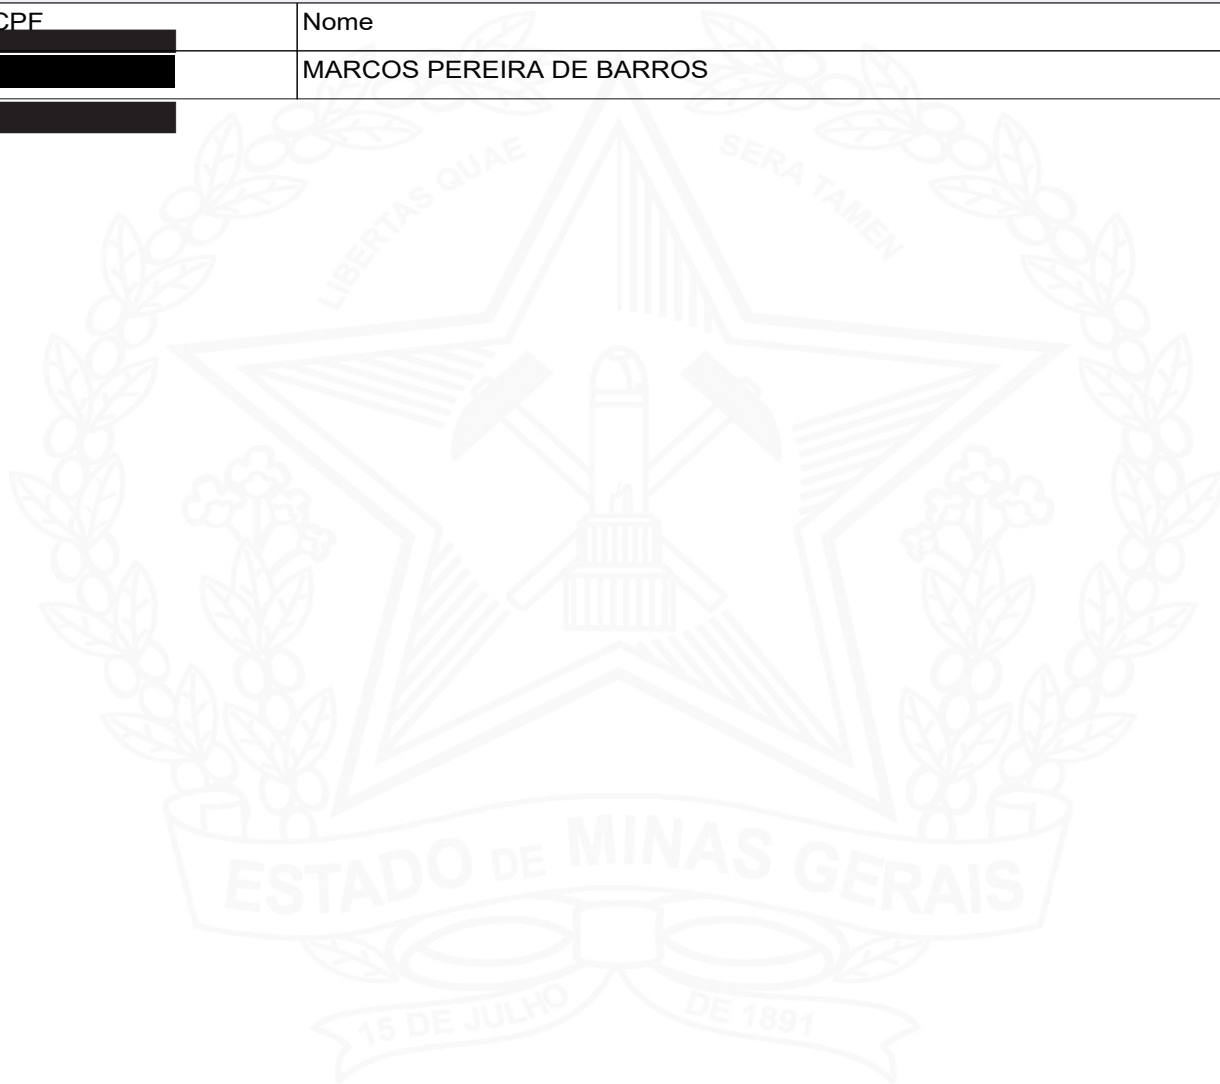 CPF Nome
MARCOS PEREIRA DE BARROS
LIBERTAS QUAE SERA TAMEN
ESTADO DE MINAS GERAIS
15 DE JULHO DE 1891